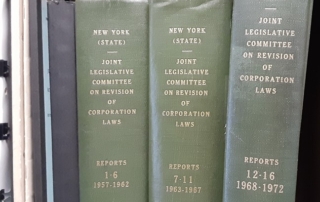 NEW YORK
(STATE)
JOINT
LEGISLATIVE
COMMITTEE
ON REVISION
OF
CORPORATION
LAWS
REPORTS
1-6
1957-1962
NEW YORK
(STATE)
JOINT
LEGISLATIVE
COMMITTEE
ON REVISION
OF
CORPORATION
LAWS
REPORTS
7-11
1963-1967
JOINT
LEGISLATIVE
COMMITTEE
ON REVISION
OF
CORPORATION
LAWS
REPORTS
12-16
1968-1972